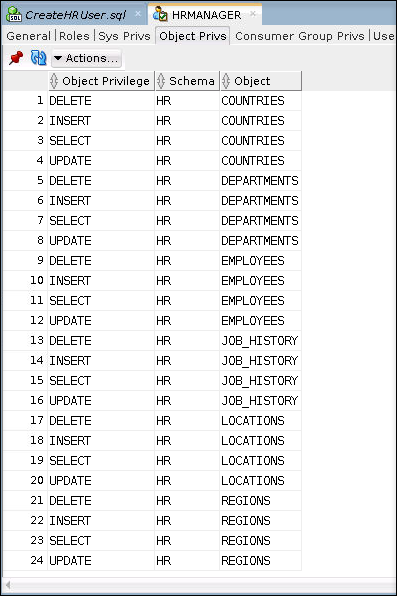 CreateHRUser.sql × HRMANAGER ×
General Roles Sys Privs Object Privs Consumer Group Privs Use
Actions...
Object Privilege Schema Object
1 DELETE HR COUNTRIES
2 INSERT HR COUNTRIES
3 SELECT HR COUNTRIES
4 UPDATE HR COUNTRIES
5 DELETE HR DEPARTMENTS
6 INSERT HR DEPARTMENTS
7 SELECT HR DEPARTMENTS
8 UPDATE HR DEPARTMENTS
9 DELETE HR EMPLOYEES
10 INSERT HR EMPLOYEES
11 SELECT HR EMPLOYEES
12 UPDATE HR EMPLOYEES
13 DELETE HR JOB_HISTORY
14 INSERT HR JOB_HISTORY
15 SELECT HR JOB_HISTORY
16 UPDATE HR JOB_HISTORY
17 DELETE HR LOCATIONS
18 INSERT HR LOCATIONS
19 SELECT HR LOCATIONS
20 UPDATE HR LOCATIONS
21 DELETE HR REGIONS
22 INSERT HR REGIONS
23 SELECT HR REGIONS
24 UPDATE HR REGIONS